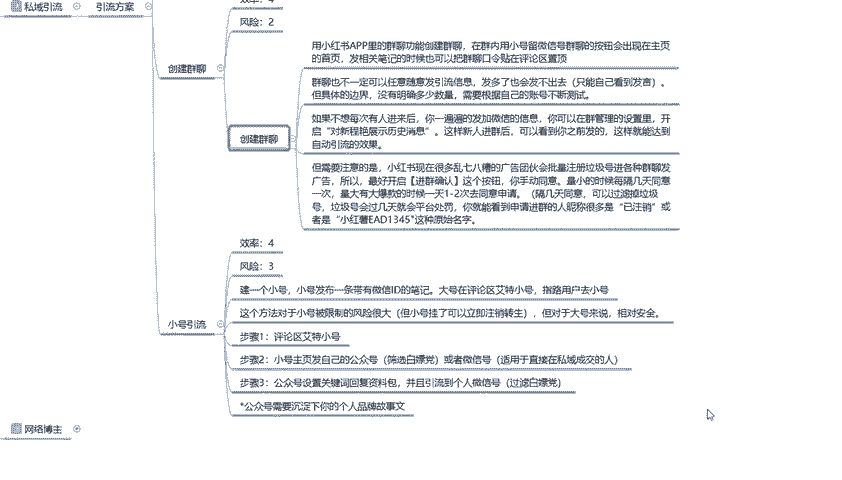 私域引流
引流方案
效率：4
风险：2
创建群聊
用小红书APP里的群聊功能创建群聊，在群内用小号留微信号群聊的按钮会出现在主页
的首页，发相关笔记的时候也可以把群聊口令贴在评论区置顶
群聊也不一定可以任意随意发引流信息，发多了也会发不出去（只能自己看到发言）。
但具体的边界，没有明确多少数量，需要根据自己的账号不断测试。
创建群聊
如果不想每次有人进来后，你一遍遍的发加微信的信息，你可以在群管理的设置里，开
启“对新程艳展示历史消息”。这样新人进群后，可以看到你之前发的，这样就能达到
自动引流的效果。
但需要注意的是，小红书现在很多乱七八糟的广告团伙会批量注册垃圾号进各种群聊发
广告，所以，最好开启【进群确认】这个按钮，你手动同意。量小的时候每隔几天同意
一次，量大有大爆款的时候一天1-2次去同意申请。（隔几天同意，可以过滤掉垃圾
号，垃圾号会过几天就会平台处罚，你就能看到申请进群的人昵称很多是“已注销”或
者是“小红薯EAD1345"这种原始名字。
效率：4
风险：3
建一个小号，小号发布一条带有微信ID的笔记。大号在评论区艾特小号，指路用户去小号
小号引流
这个方法对于小号被限制的风险很大（但小号挂了可以立即注销转生），但对于大号来说，相对安全。
步骤1：评论区艾特小号
步骤2：小号主页发自己的公众号（筛选白嫖党）或者微信号（适用于直接在私域成交的人）
步骤3：公众号设置关键词回复资料包，并且引流到个人微信号（过滤白嫖党）
*公众号需要沉淀下你的个人品牌故事文
网络博主